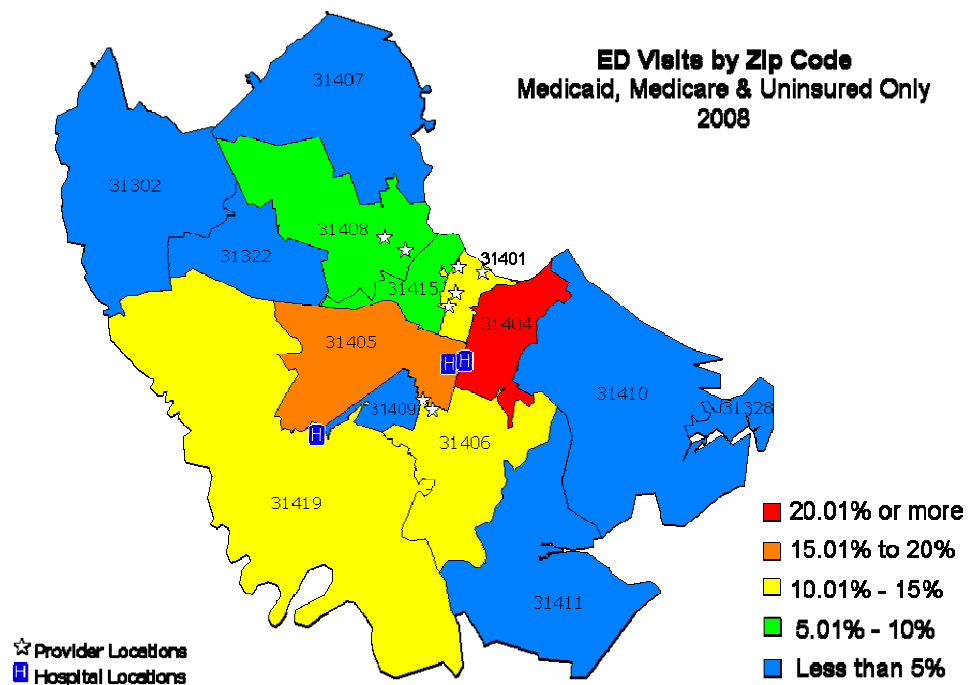 ED Visits by Zip Code
Medicaid, Medicare & Uninsured Only
2008
31407
31302
31408
31322
31401
31415
31404
31405
31410
31409
31328
31406
31419
31411
H H
H
20.01% or more
15.01% to 20%
10.01% - 15%
5.01% - 10%
Less than 5%
Provider Locations
H Hospital Locations